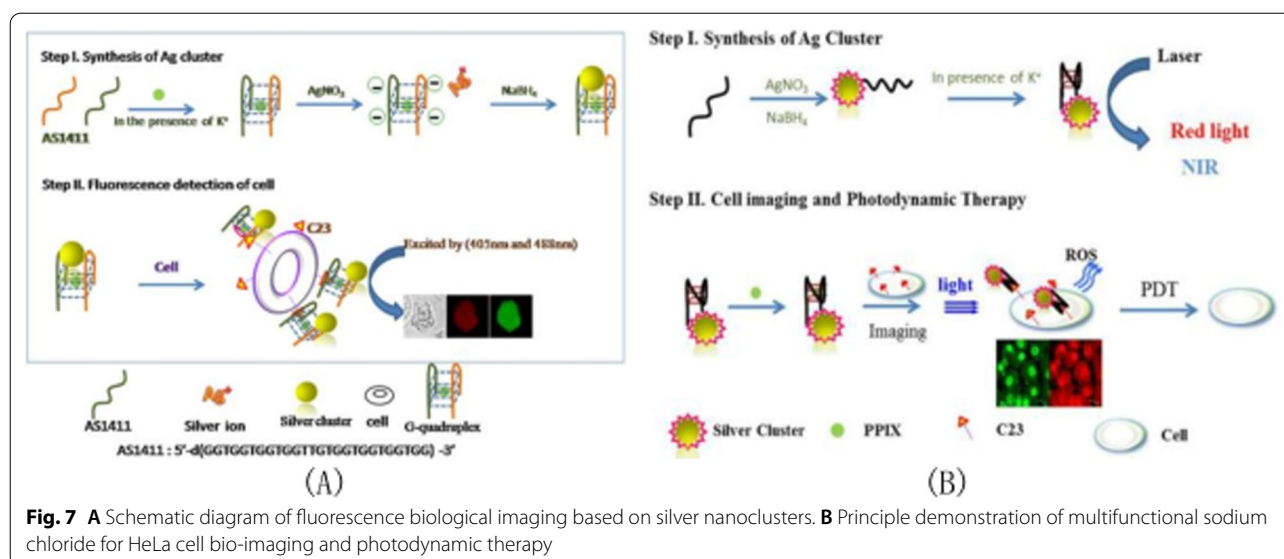 Step I. Synthesis of Ag cluster
AS1411
In the presence of K⁺
AgNO₃
NaBH₄
Step II. Fluorescence detection of cell
Cell
C23
Excited by (405nm and 488nm)
AS1411
Silver ion
Silver cluster
cell
G-quadruplex
AS1411 : 5'-d(GGTGGTGGTGGTTGTGGTGGTGGTGG) -3'
(A)
Step I. Synthesis of Ag Cluster
AgNO₃
NaBH₄
In presence of K⁺
Laser
Red light
NIR
Step II. Cell imaging and Photodynamic Therapy
Imaging
light
ROS
PDT
Silver Cluster
PPIX
C23
Cell
(B)
Fig. 7 A Schematic diagram of fluorescence biological imaging based on silver nanoclusters. B Principle demonstration of multifunctional sodium
chloride for HeLa cell bio-imaging and photodynamic therapy